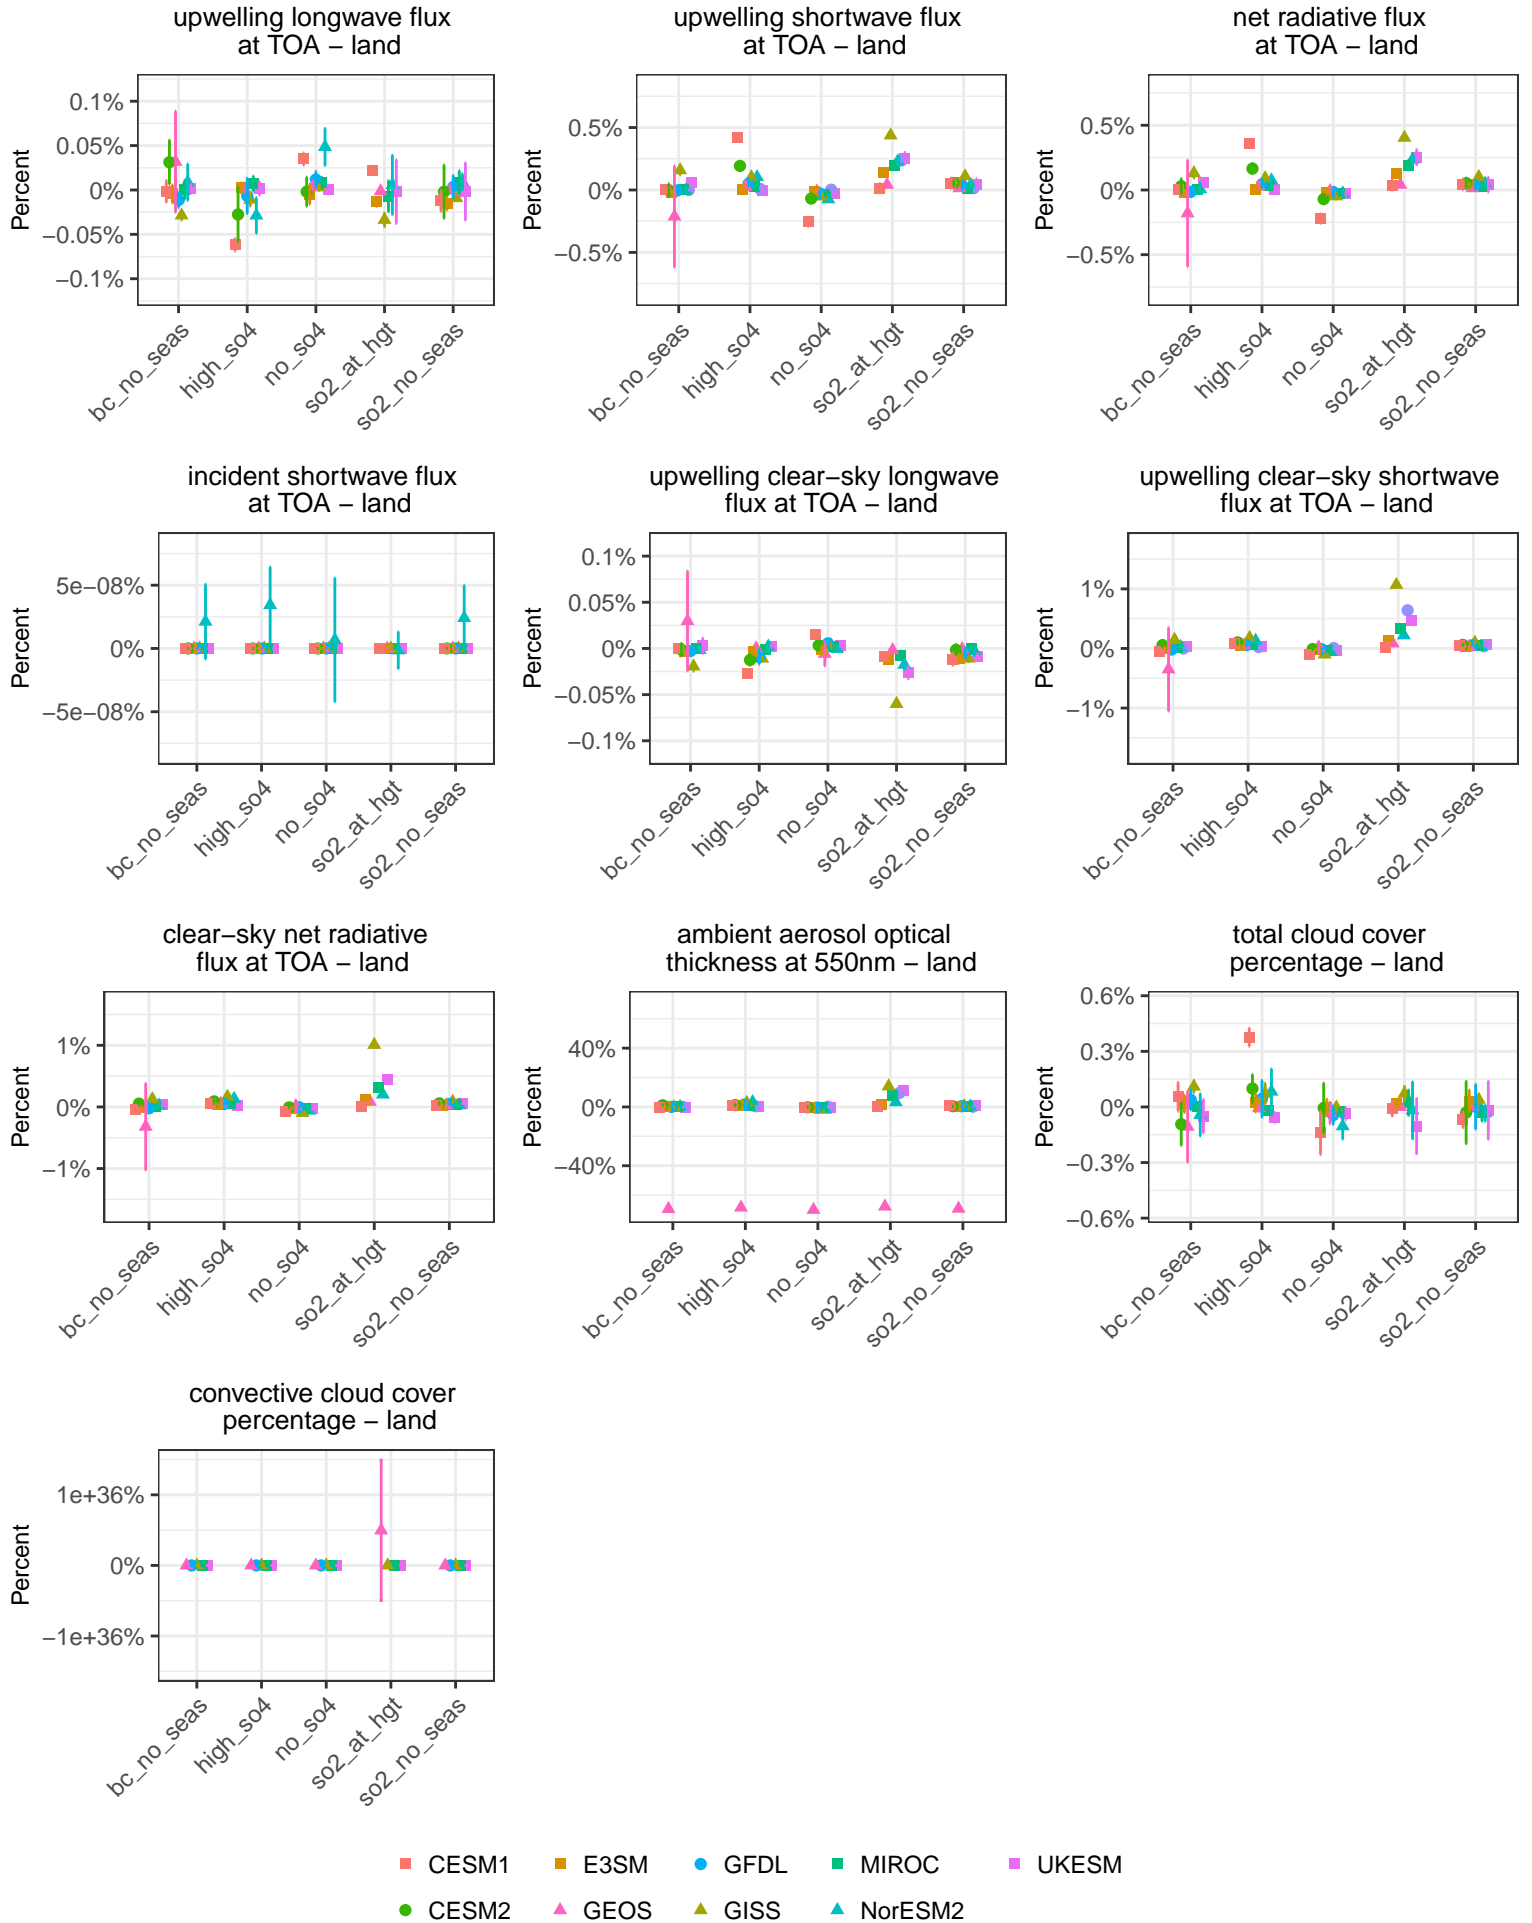 upwelling longwave flux
at TOA − land
Percent
0.1%
0.05%
0%
−0.05%
−0.1%
bc_no_seas
high_so4
no_so4
so2_at_hgt
so2_no_seas
upwelling shortwave flux
at TOA − land
Percent
0.5%
0%
−0.5%
bc_no_seas
high_so4
no_so4
so2_at_hgt
so2_no_seas
net radiative flux
at TOA − land
Percent
0.5%
0%
−0.5%
bc_no_seas
high_so4
no_so4
so2_at_hgt
so2_no_seas
incident shortwave flux
at TOA − land
Percent
5e−08%
0%
−5e−08%
bc_no_seas
high_so4
no_so4
so2_at_hgt
so2_no_seas
upwelling clear−sky longwave
flux at TOA − land
Percent
0.1%
0.05%
0%
−0.05%
−0.1%
bc_no_seas
high_so4
no_so4
so2_at_hgt
so2_no_seas
upwelling clear−sky shortwave
flux at TOA − land
Percent
1%
0%
−1%
bc_no_seas
high_so4
no_so4
so2_at_hgt
so2_no_seas
clear−sky net radiative
flux at TOA − land
Percent
1%
0%
−1%
bc_no_seas
high_so4
no_so4
so2_at_hgt
so2_no_seas
ambient aerosol optical
thickness at 550nm − land
Percent
40%
0%
−40%
bc_no_seas
high_so4
no_so4
so2_at_hgt
so2_no_seas
total cloud cover
percentage − land
Percent
0.6%
0.3%
0%
−0.3%
−0.6%
bc_no_seas
high_so4
no_so4
so2_at_hgt
so2_no_seas
convective cloud cover
percentage − land
Percent
1e+36%
0%
−1e+36%
bc_no_seas
high_so4
no_so4
so2_at_hgt
so2_no_seas
CESM1 E3SM GFDL MIROC UKESM
CESM2 GEOS GISS NorESM2